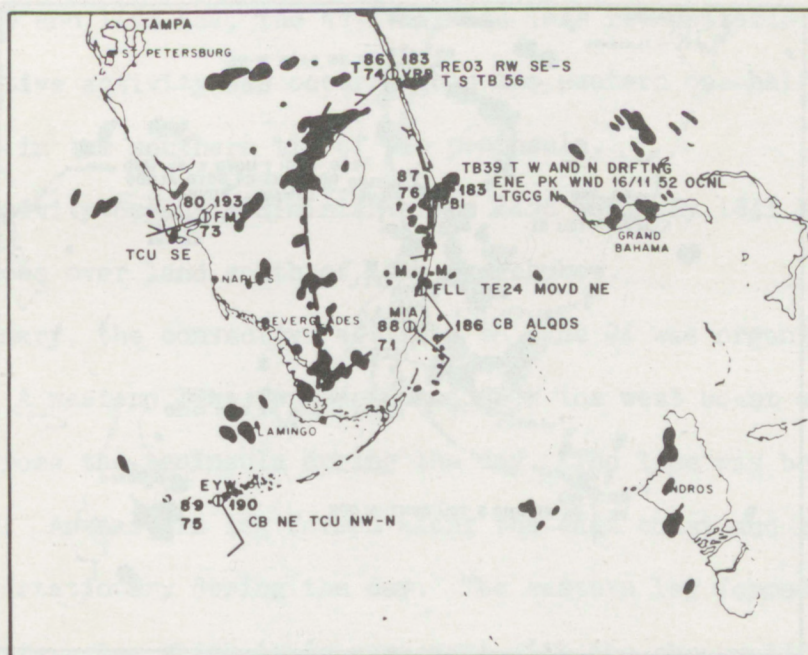 TAMPA
ST. PETERSBURG
86 183
74 VRB
REO3 RW SE-S
T S TB 56
87
76
PBI
183
TB39 T W AND N DRFTNG
ENE PK WND 16/11 52 OCNL
LTGCG N
GRAND
BAHAMA
80 193
FMY
73
TCU SE
NAPLES
M M
FLL TE24 MOVD NE
EVERGLADES
MIA
88
71
186 CB ALQDS
LAMINGO
NDROS
EYW
89 190
75
CB NE TCU NW-N